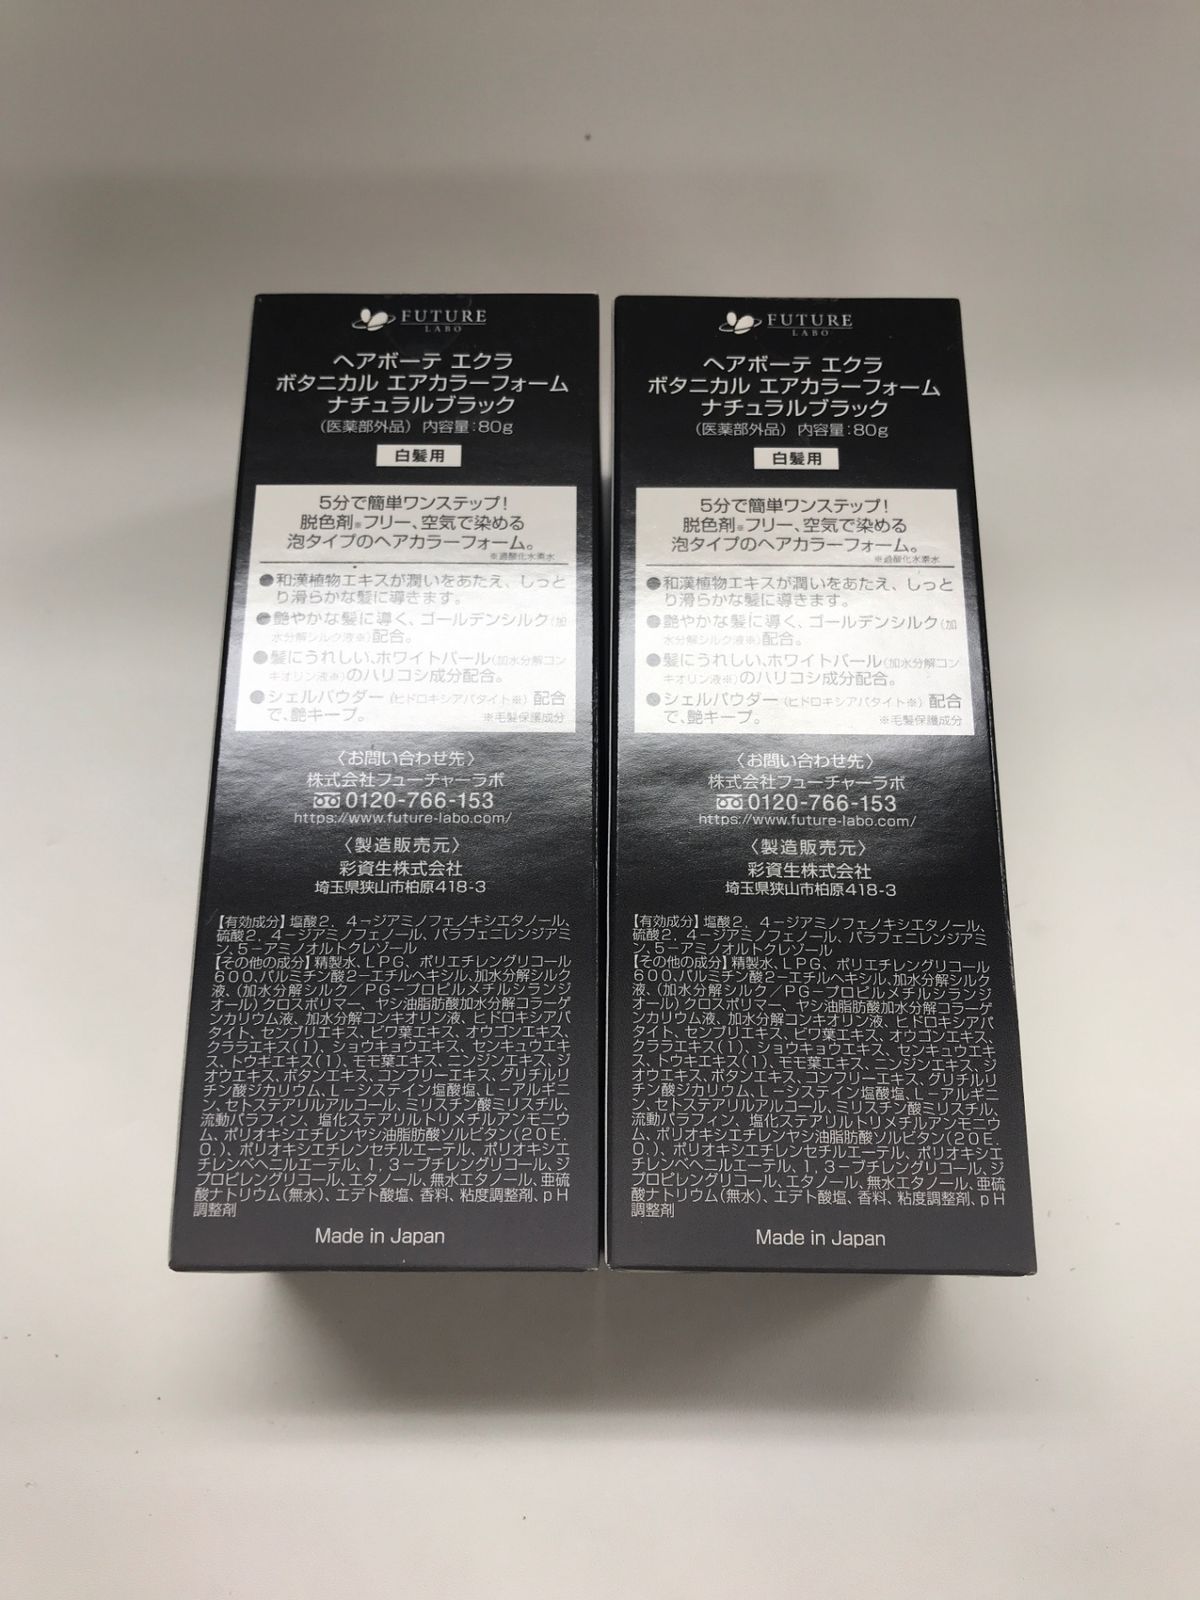 FUTURE
LABO
ヘアボーテ エクラ
ボタニカル エアカラーフォーム
ナチュラルブラック
(医薬部外品) 内容量:80g
白髪用
5分で簡単ワンステップ!
脱色剤※フリー、空気で染める
泡タイプのヘアカラーフォーム。
※過酸化水素水
●和漢植物エキスが潤いをあたえ、しっと
り滑らかな髪に導きます。
●艶やかな髪に導く、ゴールデンシルク(加
水分解シルク液※)配合。
●髪にうれしい、ホワイトパール(加水分解コン
キオリン液※)のハリコシ成分配合。
●シェルパウダー(ヒドロキシアパタイト※)配合
で、艶キープ。 ※毛髪保護成分
〈お問い合わせ先〉
株式会社フューチャーラボ
0120-766-153
https://www.future-labo.com/
〈製造販売元〉
彩資生株式会社
埼玉県狭山市柏原418-3
【有効成分】塩酸2，4－ジアミノフェノキシエタノール、
硫酸2，4－ジアミノフェノール、パラフェニレンジアミ
ン、5－アミノオルトクレゾール
【その他の成分】精製水、LPG、ポリエチレングリコール
600、パルミチン酸2－エチルヘキシル、加水分解シルク
液、(加水分解シルク／PG－プロピルメチルシランジ
オール)クロスポリマー、ヤシ油脂肪酸加水分解コラーゲ
ンカリウム液、加水分解コンキオリン液、ヒドロキシアパ
タイト、センブリエキス、ビワ葉エキス、オウゴンエキス、
クララエキス(1)、ショウキョウエキス、センキュウエキ
ス、トウキエキス(1)、モモ葉エキス、ニンジンエキス、ジ
オウエキス、ボタンエキス、コンフリーエキス、グリチルリ
チン酸ジカリウム、L－システイン塩酸塩、L－アルギニ
ン、セトステアリルアルコール、ミリスチン酸ミリスチル、
流動パラフィン、塩化ステアリルトリメチルアンモニウ
ム、ポリオキシエチレンヤシ油脂肪酸ソルビタン(20E.
O.)、ポリオキシエチレンセチルエーテル、ポリオキシエ
チレンベヘニルエーテル、1，3－ブチレングリコール、ジ
プロピレングリコール、エタノール、無水エタノール、亜硫
酸ナトリウム(無水)、エデト酸塩、香料、粘度調整剤、pH
調整剤
Made in Japan
FUTURE
LABO
ヘアボーテ エクラ
ボタニカル エアカラーフォーム
ナチュラルブラック
(医薬部外品) 内容量:80g
白髪用
5分で簡単ワンステップ!
脱色剤※フリー、空気で染める
泡タイプのヘアカラーフォーム。
※過酸化水素水
●和漢植物エキスが潤いをあたえ、しっと
り滑らかな髪に導きます。
●艶やかな髪に導く、ゴールデンシルク(加
水分解シルク液※)配合。
●髪にうれしい、ホワイトパール(加水分解コン
キオリン液※)のハリコシ成分配合。
●シェルパウダー(ヒドロキシアパタイト※)配合
で、艶キープ。 ※毛髪保護成分
〈お問い合わせ先〉
株式会社フューチャーラボ
0120-766-153
https://www.future-labo.com/
〈製造販売元〉
彩資生株式会社
埼玉県狭山市柏原418-3
【有効成分】塩酸2，4－ジアミノフェノキシエタノール、
硫酸2，4－ジアミノフェノール、パラフェニレンジアミ
ン、5－アミノオルトクレゾール
【その他の成分】精製水、LPG、ポリエチレングリコール
600、パルミチン酸2－エチルヘキシル、加水分解シルク
液、(加水分解シルク／PG－プロピルメチルシランジ
オール)クロスポリマー、ヤシ油脂肪酸加水分解コラーゲ
ンカリウム液、加水分解コンキオリン液、ヒドロキシアパ
タイト、センブリエキス、ビワ葉エキス、オウゴンエキス、
クララエキス(1)、ショウキョウエキス、センキュウエキ
ス、トウキエキス(1)、モモ葉エキス、ニンジンエキス、ジ
オウエキス、ボタンエキス、コンフリーエキス、グリチルリ
チン酸ジカリウム、L－システイン塩酸塩、L－アルギ
ン、セトステアリルアルコール、ミリスチン酸ミリスチル、
流動パラフィン、塩化ステアリルトリメチルアンモニウ
ム、ポリオキシエチレンヤシ油脂肪酸ソルビタン(20E.
O.)、ポリオキシエチレンセチルエーテル、ポリオキシエ
チレンベヘニルエーテル、1，3－ブチレングリコール、ジ
プロピレングリコール、エタノール、無水エタノール、亜硫
酸ナトリウム(無水)、エデト酸塩、香料、粘度調整剤、pH
調整剤
Made in Japan